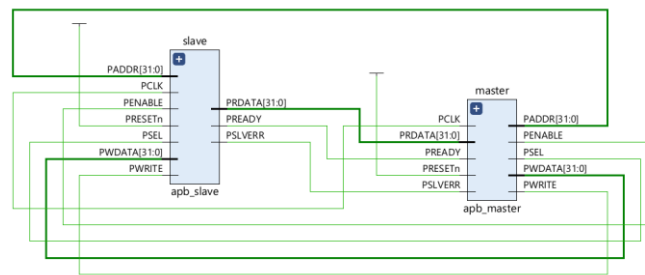 slave
PADDR[31:0]
PCLK
PENABLE
PRESETn
PSEL
PWDATA[31:0]
PWRITE
PRDATA[31:0]
PREADY
PSLVERR
apb_slave
master
PCLK
PRDATA[31:0]
PREADY
PRESETn
PSLVERR
PADDR[31:0]
PENABLE
PSEL
PWDATA[31:0]
PWRITE
apb_master